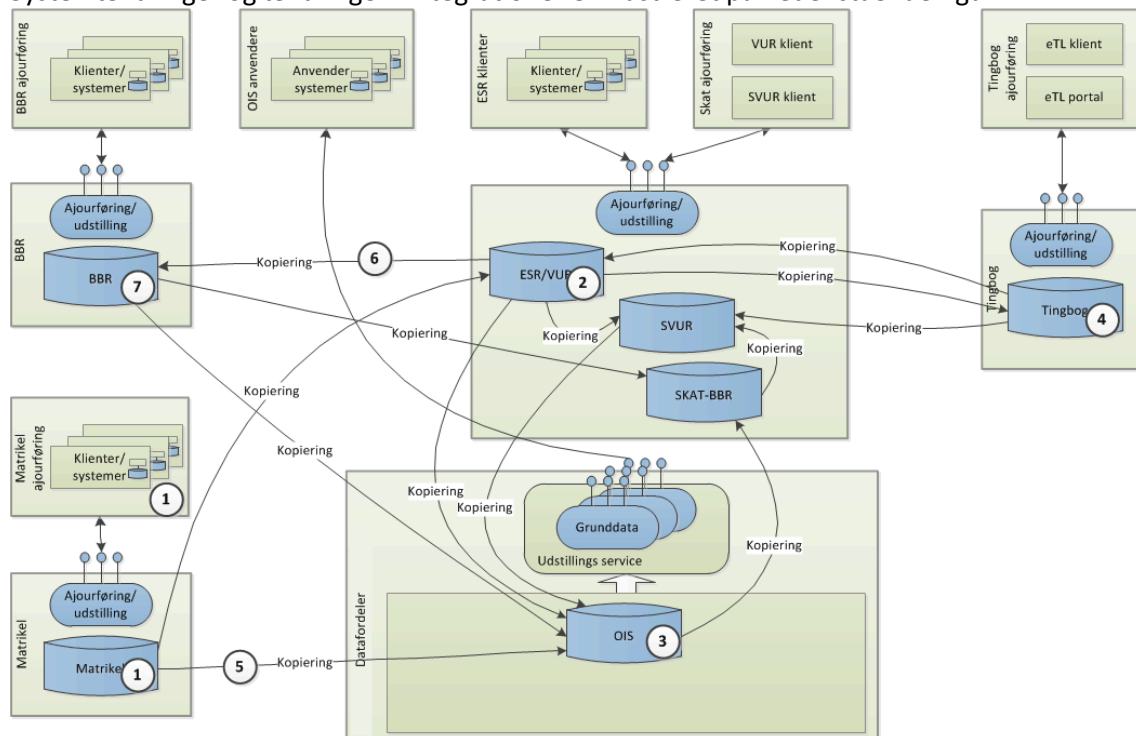 BBR ajourføring
Klienter/
systemer
OIS anvendere
Anvender
systemer
ESR klienter
Klienter/
systemer
Skat ajourføring
VUR klient
SVUR klient
Tingbog
ajourføring
eTL klient
eTL portal
BBR
Ajourføring/
udstilling
BBR
7
Kopiering
6
Ajourføring/
udstilling
ESR/VUR
2
Kopiering
Kopiering
Kopiering
SVUR
Kopiering
SKAT-BBR
Kopiering
Kopiering
Tingbog
Ajourføring/
udstilling
Tingbog
4
Kopiering
Kopiering
Matrikel
ajourføring
Klienter/
systemer
1
Kopiering
Kopiering
Kopiering
Matrikel
Ajourføring/
udstilling
Matrikel
1
5
Kopiering
Datafordeler
Grunddata
Udstillings service
OIS
3